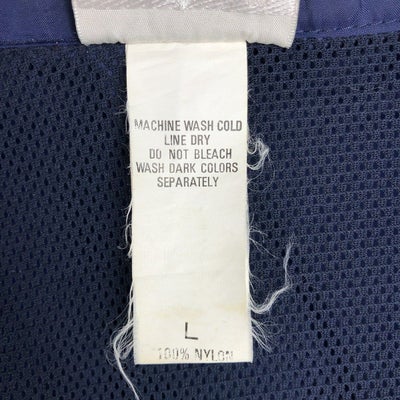 MACHINE WASH COLD
LINE DRY
DO NOT BLEACH
WASH DARK COLORS
SEPARATELY
L
100% NYLON